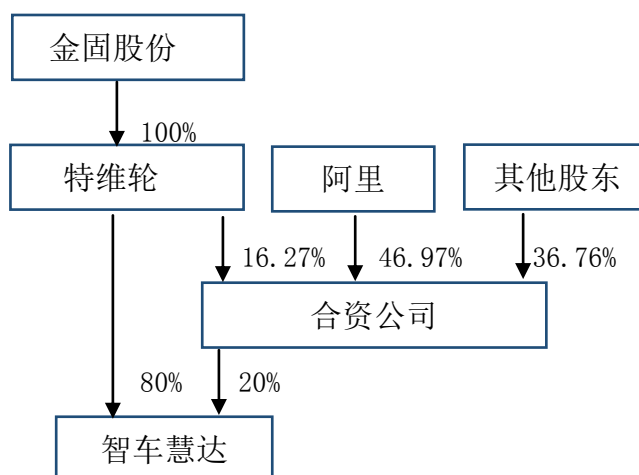 金固股份
100%
特维轮
阿里
其他股东
16.27%
46.97%
36.76%
合资公司
80%
20%
智车慧达